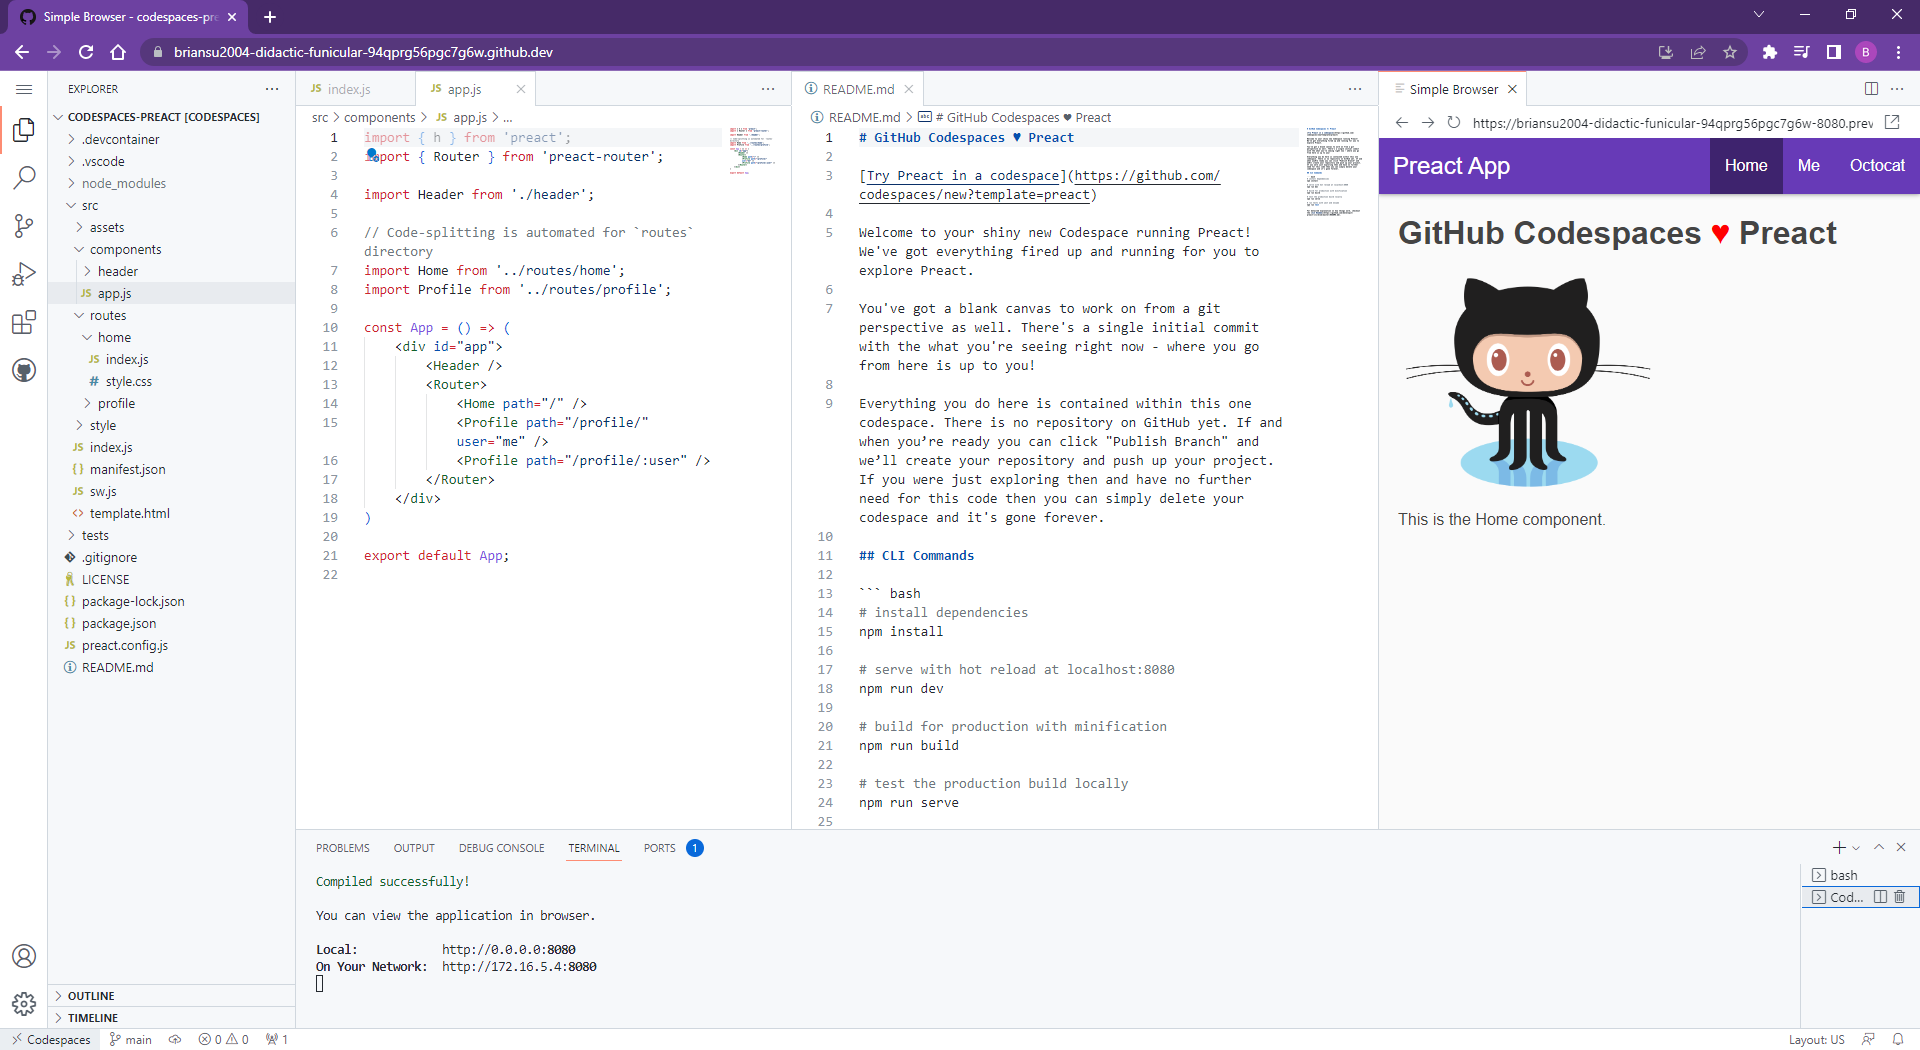 Simple Browser - codespaces-pre
briansu2004-didactic-funicular-94qprg56pgc7g6w.github.dev
B
EXPLORER
CODESPACES-PREACT [CODESPACES]
.devcontainer
.vscode
node_modules
src
assets
components
header
JS app.js
routes
home
JS index.js
# style.css
profile
style
JS index.js
{} manifest.json
JS sw.js
<> template.html
tests
.gitignore
LICENSE
{} package-lock.json
{} package.json
JS preact.config.js
README.md
OUTLINE
TIMELINE
JS index.js
JS app.js
src > components > JS app.js > ...
1 import { h } from 'preact';
2 import { Router } from 'preact-router';
3
4 import Header from './header';
5
6 // Code-splitting is automated for `routes`
directory
7 import Home from '../routes/home';
8 import Profile from '../routes/profile';
9
10 const App = () => (
11 <div id="app">
12 <Header />
13 <Router>
14 <Home path="/" />
15 <Profile path="/profile/"
user="me" />
16 <Profile path="/profile/:user" />
17 </Router>
18 </div>
19 )
20
21 export default App;
22
README.md
README.md > # GitHub Codespaces ♥ Preact
1 # GitHub Codespaces ♥ Preact
2
3 [Try Preact in a codespace](https://github.com/
codespaces/new?template=preact)
4
5 Welcome to your shiny new Codespace running Preact!
We've got everything fired up and running for you to
explore Preact.
6
7 You've got a blank canvas to work on from a git
perspective as well. There's a single initial commit
with the what you're seeing right now - where you go
from here is up to you!
8
9 Everything you do here is contained within this one
codespace. There is no repository on GitHub yet. If and
when you’re ready you can click "Publish Branch" and
we’ll create your repository and push up your project.
If you were just exploring then and have no further
need for this code then you can simply delete your
codespace and it's gone forever.
10
11 ## CLI Commands
12
13 ``` bash
14 # install dependencies
15 npm install
16
17 # serve with hot reload at localhost:8080
18 npm run dev
19
20 # build for production with minification
21 npm run build
22
23 # test the production build locally
24 npm run serve
25
Simple Browser
https://briansu2004-didactic-funicular-94qprg56pgc7g6w-8080.prev
Preact App
Home
Me
Octocat
GitHub Codespaces ♥ Preact
This is the Home component.
PROBLEMS OUTPUT DEBUG CONSOLE TERMINAL PORTS 1
Compiled successfully!
You can view the application in browser.
Local: http://0.0.0.0:8080
On Your Network: http://172.16.5.4:8080
bash
Cod...
Codespaces
main
0 0
1
Layout: US